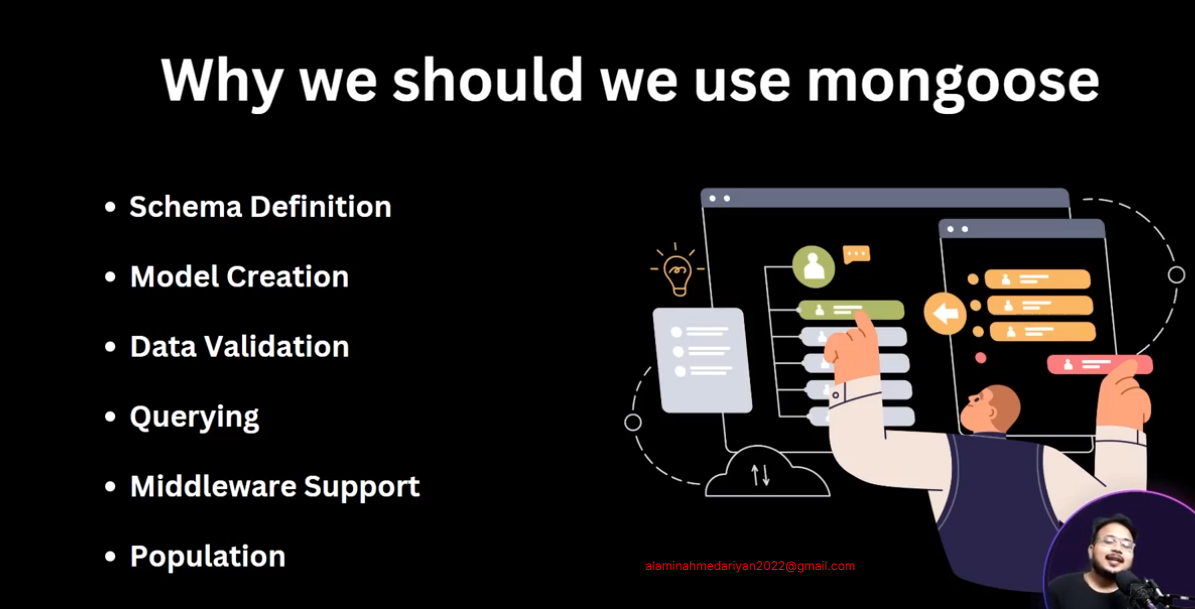 Why we should we use mongoose
• Schema Definition
• Model Creation
• Data Validation
• Querying
• Middleware Support
• Population
alaminahmedariyan2022@gmail.com